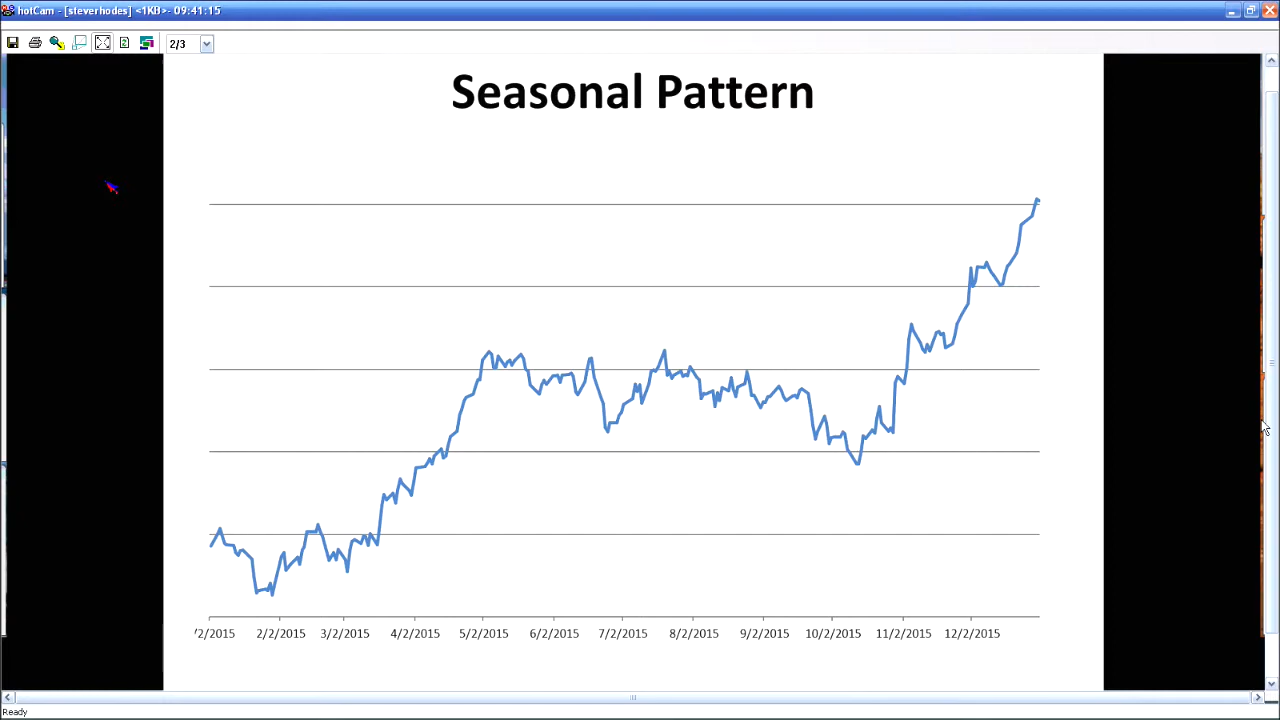 hotCam - [steverhodes] <1KB>- 09:41:15
2/3
Seasonal Pattern
/2/2015 2/2/2015 3/2/2015 4/2/2015 5/2/2015 6/2/2015 7/2/2015 8/2/2015 9/2/2015 10/2/2015 11/2/2015 12/2/2015
Ready